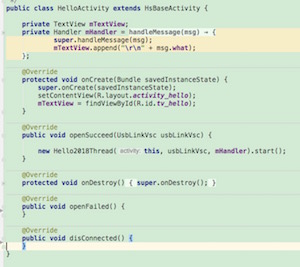 public class HelloActivity extends HsBaseActivity {
private TextView mTextView;
private Handler mHandler = handleMessage(msg) → {
super.handleMessage(msg);
mTextView.append("\r\n" + msg.what);
};
@Override
protected void onCreate(Bundle savedInstanceState) {
super.onCreate(savedInstanceState);
setContentView(R.layout.activity_hello);
mTextView = findViewById(R.id.tv_hello);
}
@Override
public void openSucceed(UsbLinkVsc usbLinkVsc) {
new Hello2018Thread( activity: this, usbLinkVsc, mHandler).start();
}
@Override
protected void onDestroy() { super.onDestroy(); }
@Override
public void openFailed() {
}
@Override
public void disConnected() {
}
}